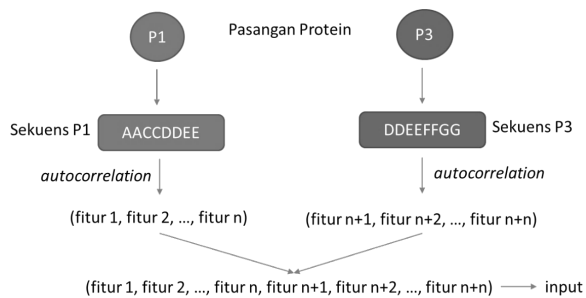 P1
Pasangan Protein
P3
Sekuens P1
AACCDDEE
DDEEFFGG
Sekuens P3
autocorrelation
autocorrelation
(fitur 1, fitur 2, ..., fitur n)
(fitur n+1, fitur n+2, ..., fitur n+n)
(fitur 1, fitur 2, ..., fitur n, fitur n+1, fitur n+2, ..., fitur n+n)
input